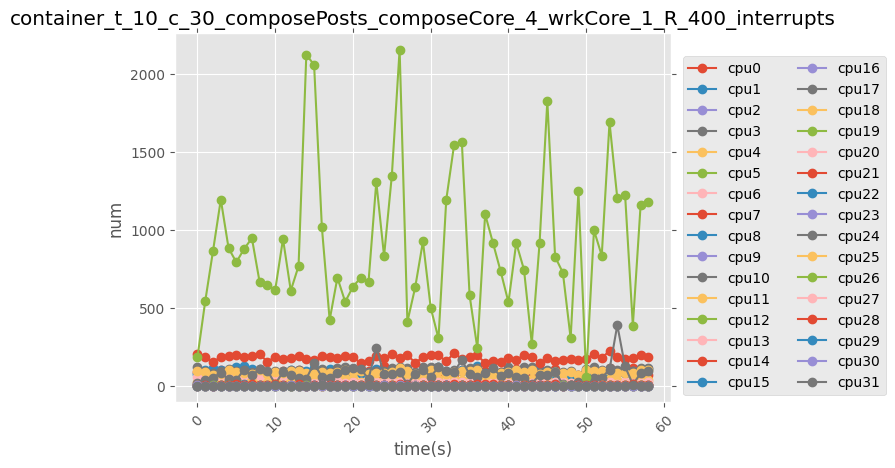 container_t_10_c_30_composePosts_composeCore_4_wrkCore_1_R_400_interrupts
num
2000
1500
1000
500
0
0
10
20
30
40
50
60
time(s)
cpu0
cpu1
cpu2
cpu3
cpu4
cpu5
cpu6
cpu7
cpu8
cpu9
cpu10
cpu11
cpu12
cpu13
cpu14
cpu15
cpu16
cpu17
cpu18
cpu19
cpu20
cpu21
cpu22
cpu23
cpu24
cpu25
cpu26
cpu27
cpu28
cpu29
cpu30
cpu31